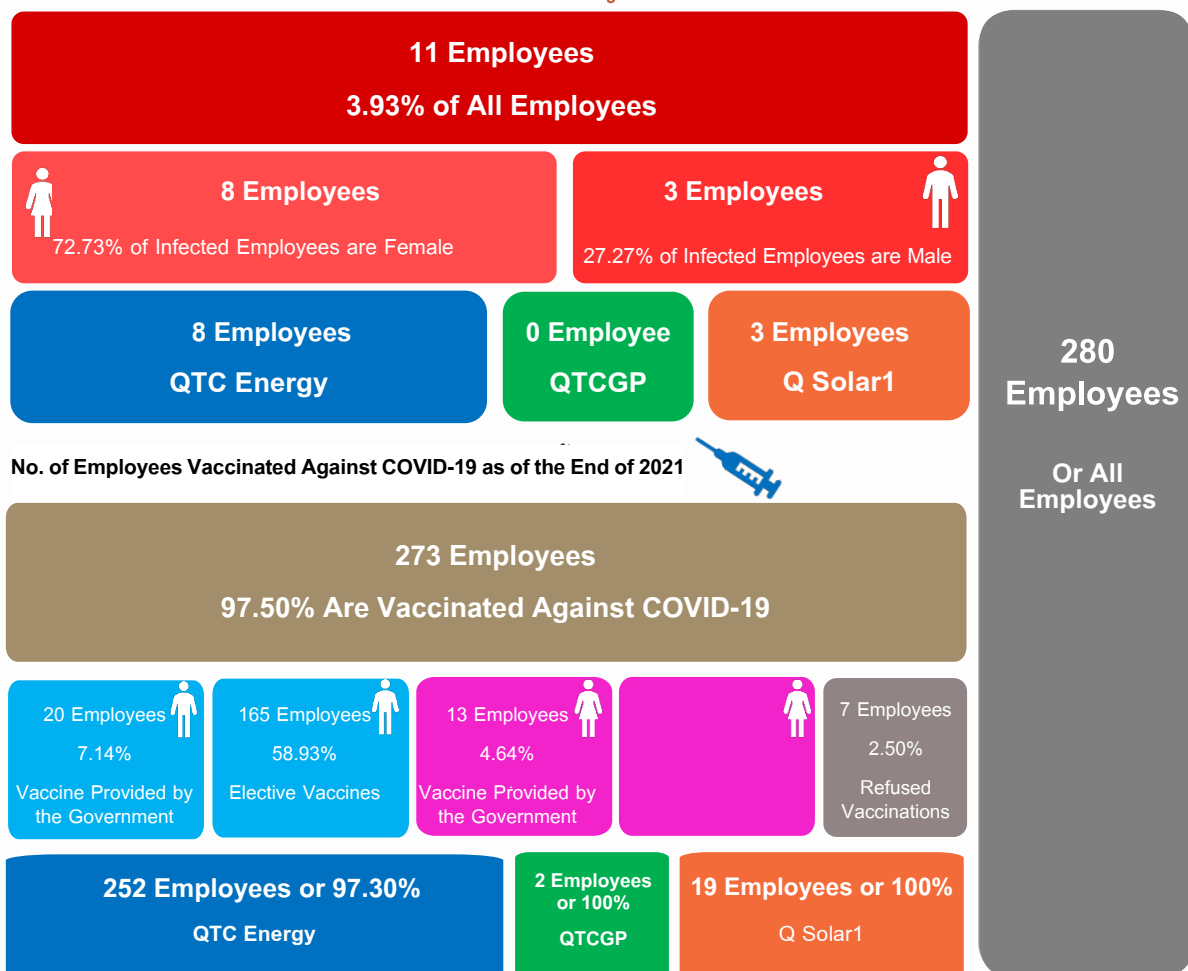 11 Employees
3.93% of All Employees
8 Employees
72.73% of Infected Employees are Female
3 Employees
27.27% of Infected Employees are Male
8 Employees
QTC Energy
0 Employee
QTCGP
3 Employees
Q Solar1
280
Employees
Or All
Employees
No. of Employees Vaccinated Against COVID-19 as of the End of 2021
273 Employees
97.50% Are Vaccinated Against COVID-19
20 Employees
7.14%
Vaccine Provided by
the Government
165 Employees
58.93%
Elective Vaccines
13 Employees
4.64%
Vaccine Provided by
the Government
7 Employees
2.50%
Refused
Vaccinations
252 Employees or 97.30%
QTC Energy
2 Employees
or 100%
QTCGP
19 Employees or 100%
Q Solar1